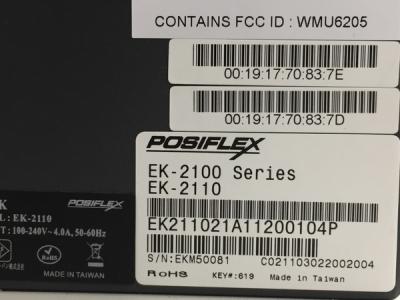 CONTAINS FCC ID : WMU6205
00:19:17:70:83:7E
00:19:17:70:83:7D
POSIFLEX
EK-2100 Series
EK-2110
EK211021A11200104P
S/N: EKM50081 C021103022002004
RoHS KEY#:619 Made in Taiwan
POSIFLEX
K
L: EK-2110
UT: 100-240V~ 4.0A, 50-60Hz
RoHS
MADE IN TAIWAN